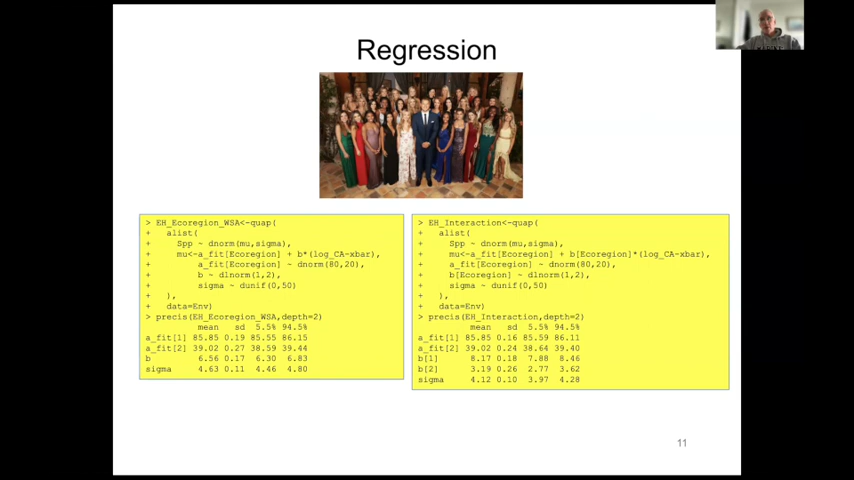 Regression
> EH_Ecoregion_WSA<-quap(
+   alist(
+     Spp ~ dnorm(mu,sigma),
+     mu<-a_fit[Ecoregion] + b*(log_CA-xbar),
+         a_fit[Ecoregion] ~ dnorm(80,20),
+         b ~ dlnorm(1,2),
+         sigma ~ dunif(0,50)
+   ),
+   data=Env)
> precis(EH_Ecoregion_WSA,depth=2)
mean sd 5.5% 94.5%
a_fit[1] 85.85 0.19 85.55 86.15
a_fit[2] 39.02 0.27 38.59 39.44
b 6.56 0.17 6.30 6.83
sigma 4.63 0.11 4.46 4.80
> EH_Interaction<-quap(
+   alist(
+     Spp ~ dnorm(mu,sigma),
+     mu<-a_fit[Ecoregion] + b[Ecoregion]*(log_CA-xbar),
+     a_fit[Ecoregion] ~ dnorm(80,20),
+     b[Ecoregion] ~ dlnorm(1,2),
+     sigma ~ dunif(0,50)
+   ),
+   data=Env)
> precis(EH_Interaction,depth=2)
mean sd 5.5% 94.5%
a_fit[1] 85.85 0.16 85.59 86.11
a_fit[2] 39.02 0.24 38.64 39.40
b[1] 8.17 0.18 7.88 8.46
b[2] 3.19 0.26 2.77 3.62
sigma 4.12 0.10 3.97 4.28
11